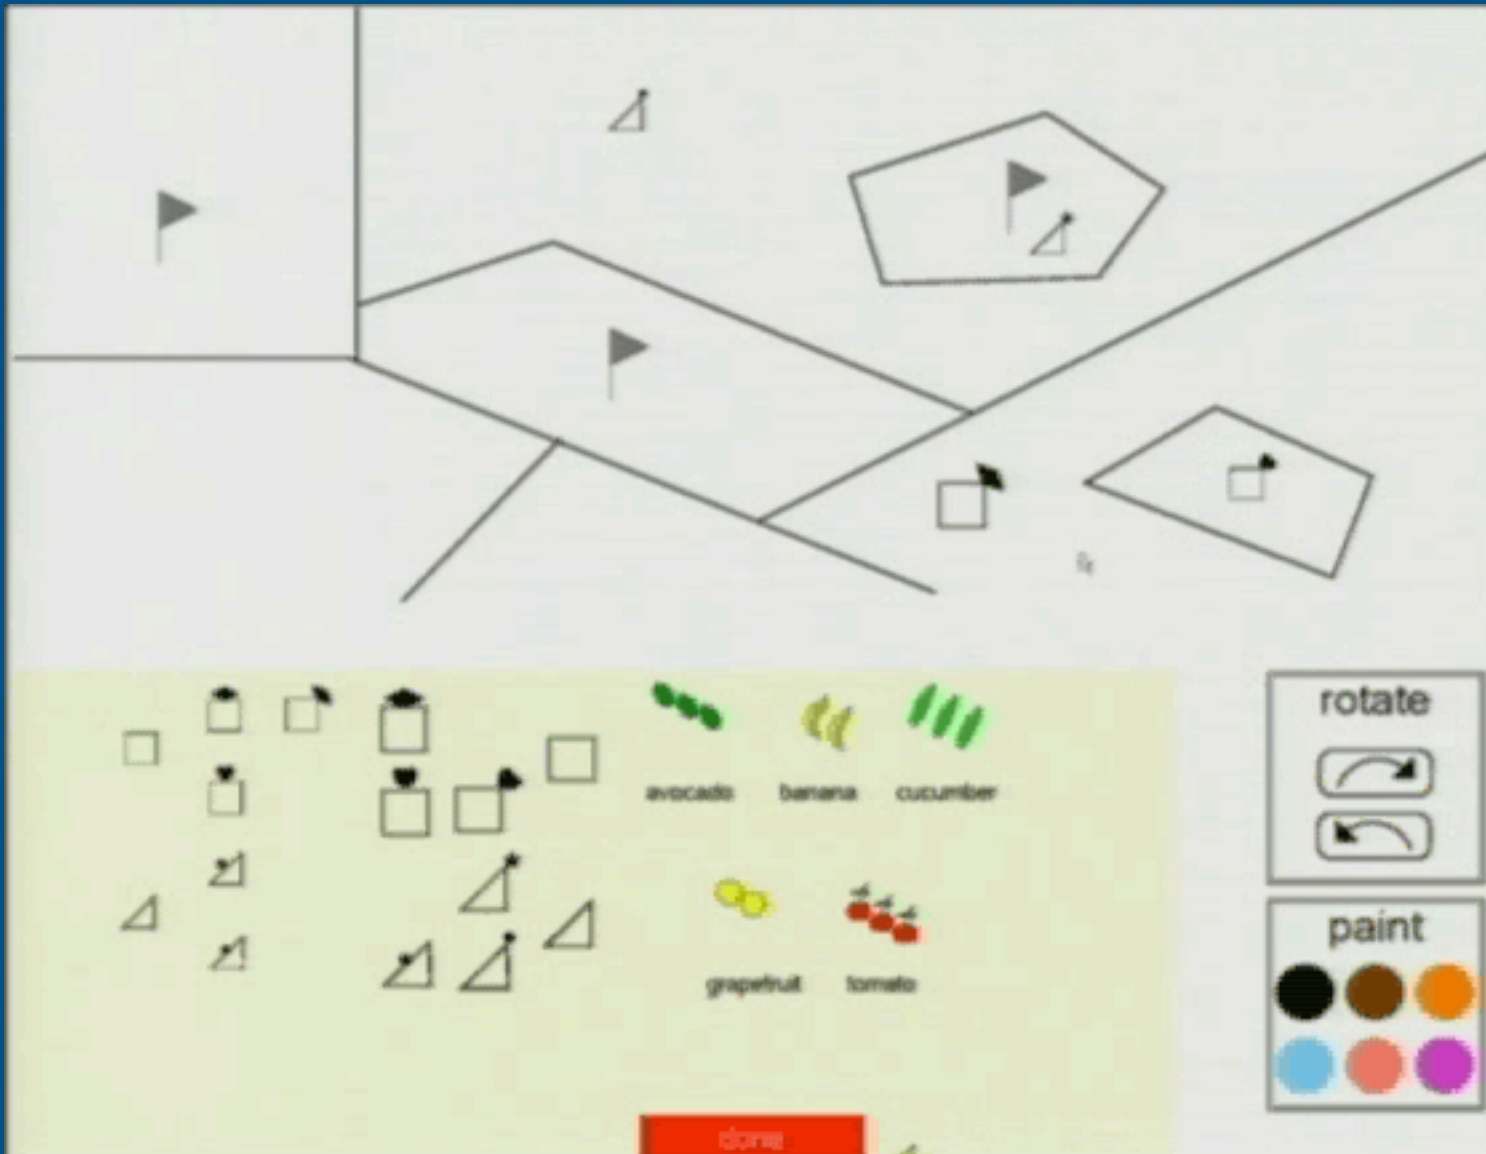 rotate
avocado banana cucumber
paint
grapefruit tomato
done